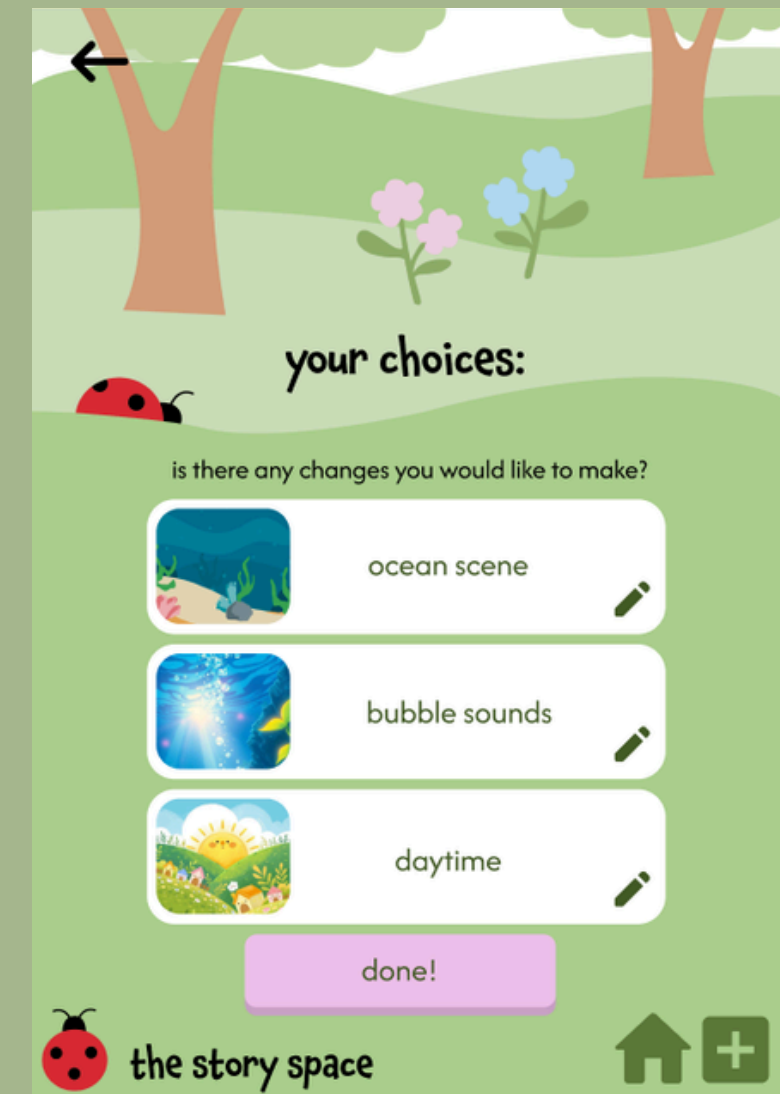 your choices:
is there any changes you would like to make?
ocean scene
bubble sounds
daytime
done!
the story space